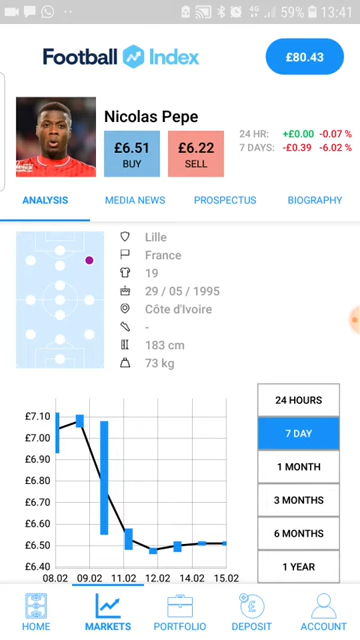 4G 59% 13:41
Football Index
£80.43
Nicolas Pepe
£6.51
BUY
£6.22
SELL
24 HR: +£0.00 -0.07 %
7 DAYS: -£0.39 -6.02 %
ANALYSIS MEDIA NEWS PROSPECTUS BIOGRAPHY
Lille
France
19
29 / 05 / 1995
Côte d'Ivoire
-
183 cm
73 kg
£7.10
£7.00
£6.90
£6.80
£6.70
£6.60
£6.50
£6.40
08.02 09.02 11.02 12.02 13.02 14.02 15.02
24 HOURS
7 DAY
1 MONTH
3 MONTHS
6 MONTHS
1 YEAR
HOME MARKETS PORTFOLIO DEPOSIT ACCOUNT